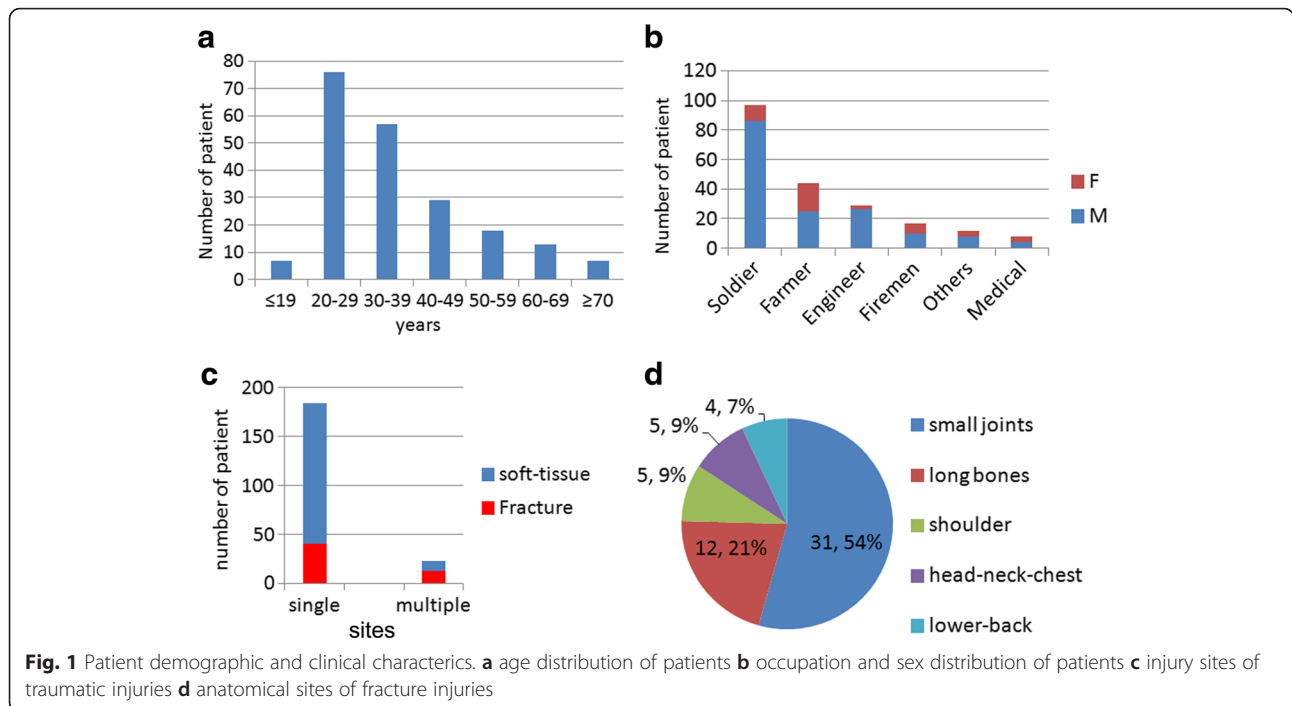 a
Number of patient
80
70
60
50
40
30
20
10
0
≤19 20-29 30-39 40-49 50-59 60-69 ≥70
years
b
Number of patient
120
100
80
60
40
20
0
Soldier
Farmer
Engineer
Firemen
Others
Medical
F
M
c
number of patient
200
150
100
50
0
single multiple
sites
soft-tissue
Fracture
d
4, 7%
5, 9%
5, 9%
12, 21%
31, 54%
small joints
long bones
shoulder
head-neck-chest
lower-back
Fig. 1 Patient demographic and clinical characterics. a age distribution of patients b occupation and sex distribution of patients c injury sites of
traumatic injuries d anatomical sites of fracture injuries